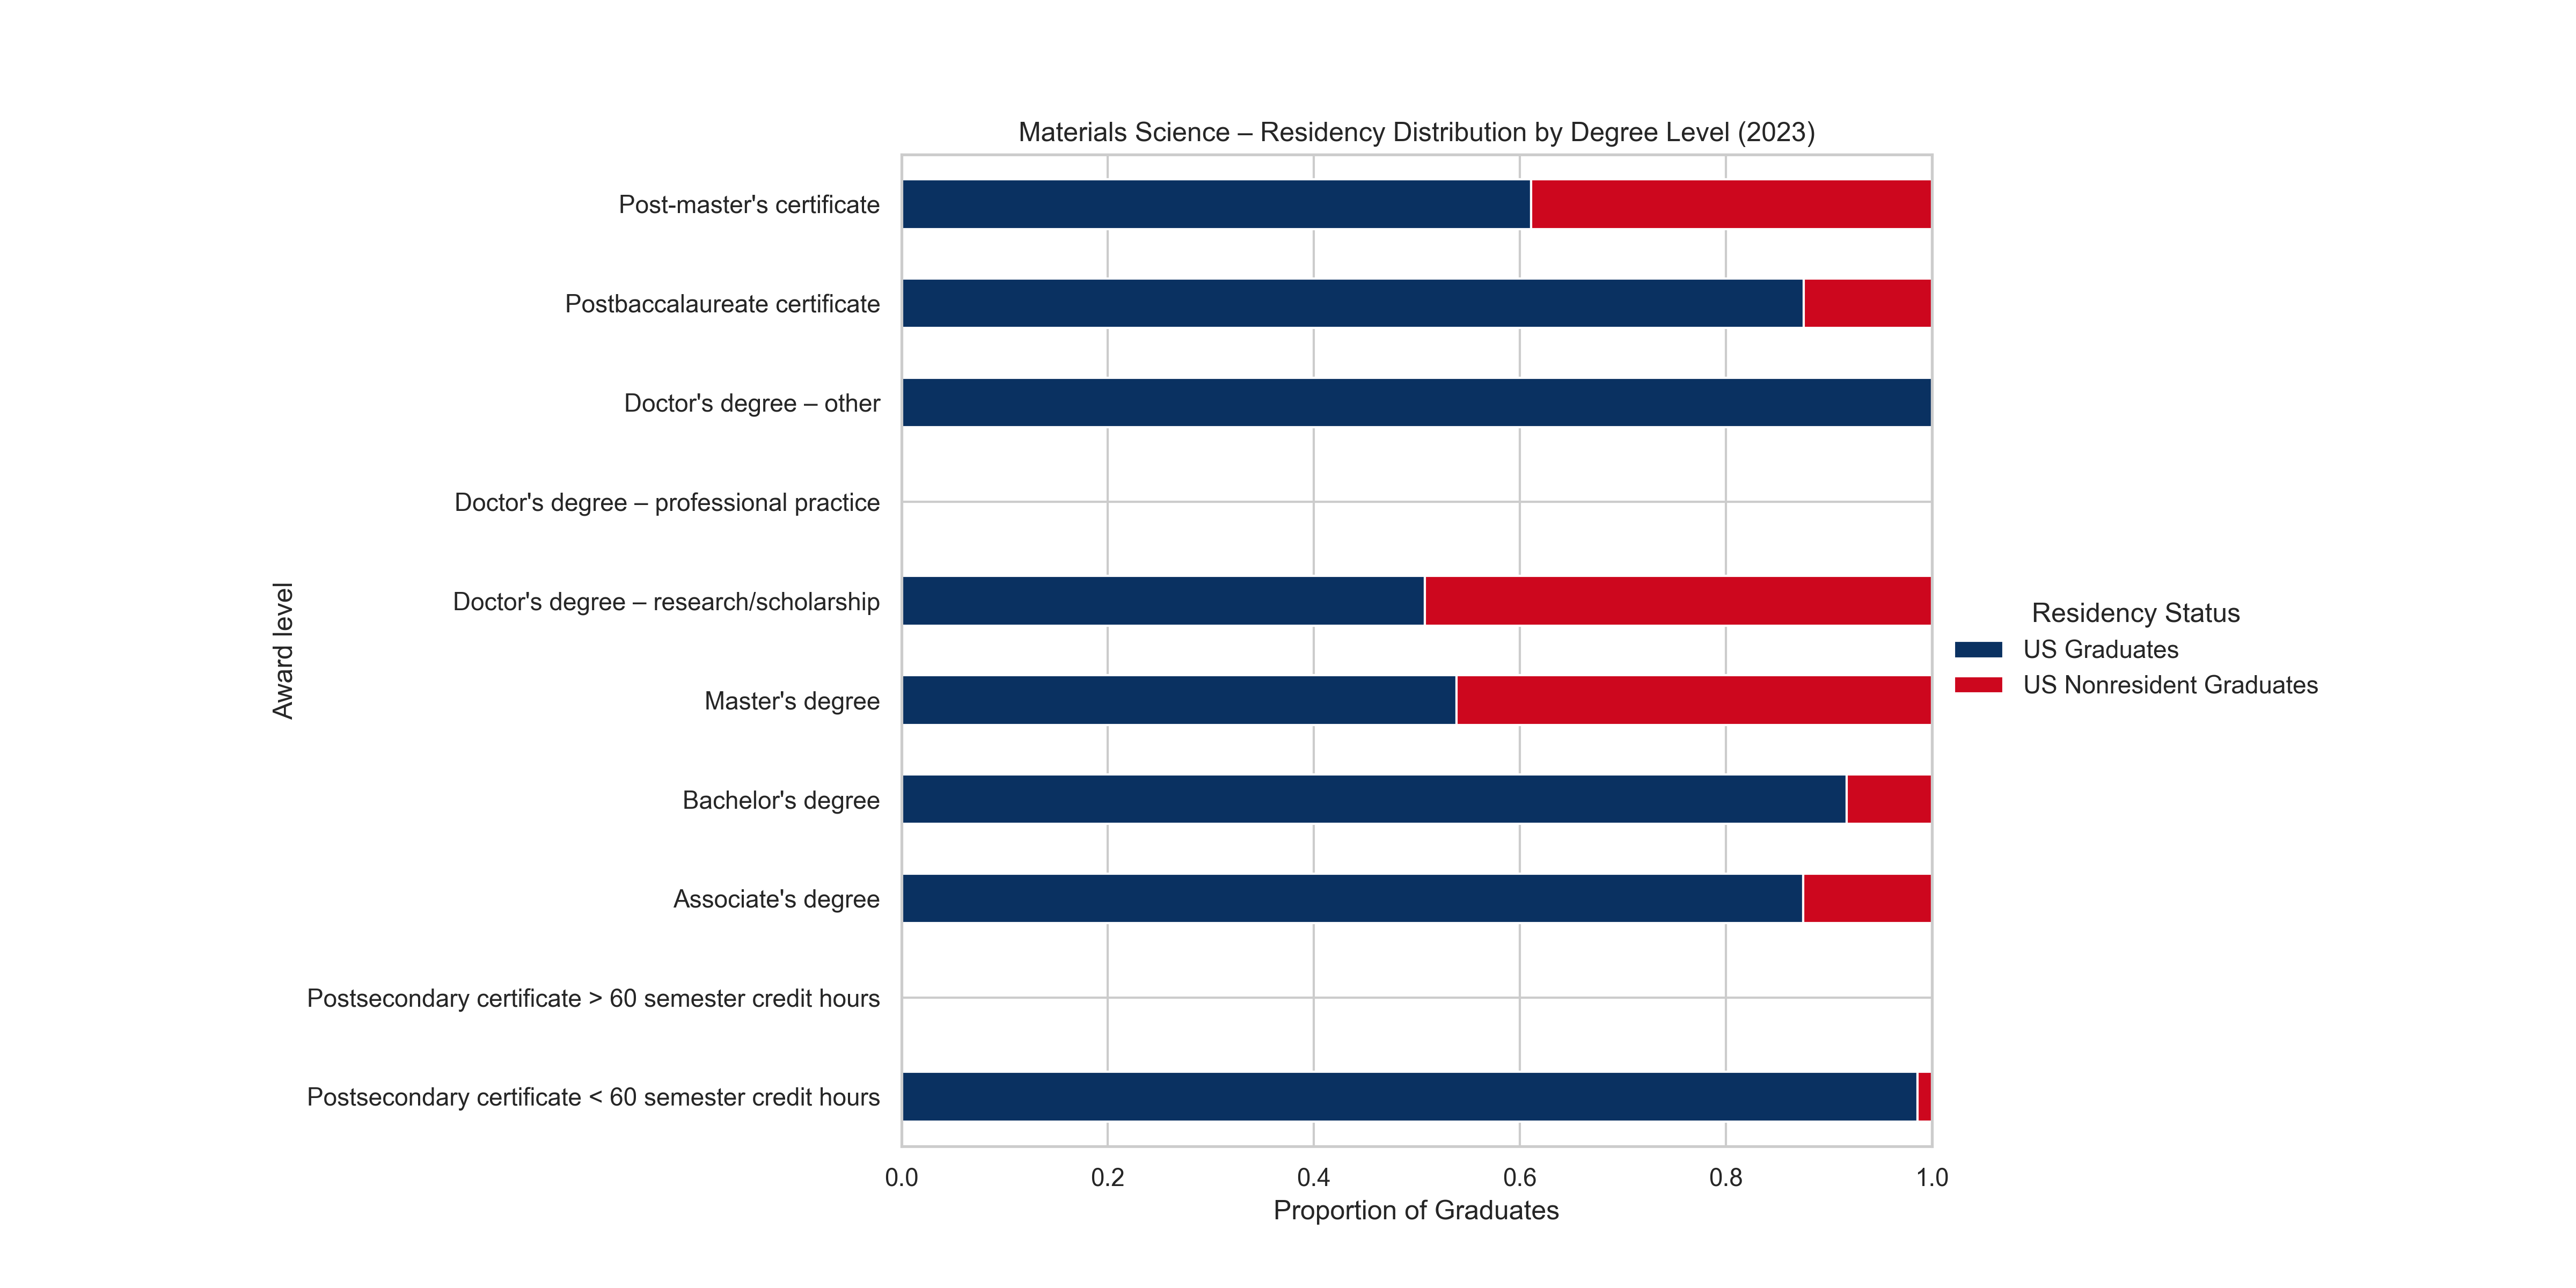 Materials Science – Residency Distribution by Degree Level (2023)
Post-master's certificate
Postbaccalaureate certificate
Doctor's degree – other
Doctor's degree – professional practice
Doctor's degree – research/scholarship
Master's degree
Bachelor's degree
Associate's degree
Postsecondary certificate > 60 semester credit hours
Postsecondary certificate < 60 semester credit hours
Award level
0.0 0.2 0.4 0.6 0.8 1.0
Proportion of Graduates
Residency Status
US Graduates
US Nonresident Graduates